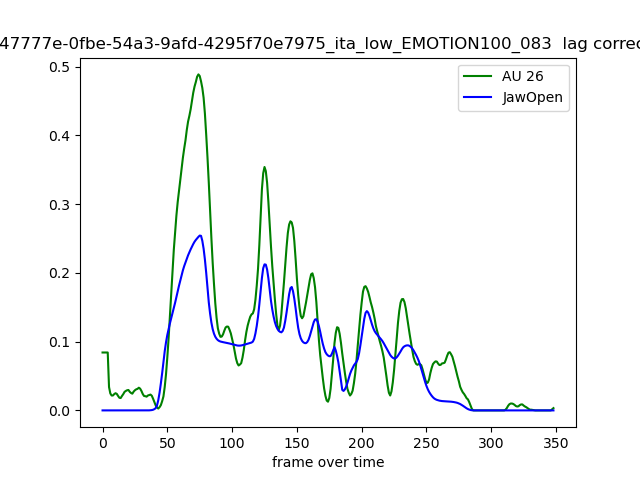 47777e-0fbe-54a3-9afd-4295f70e7975_ita_low_EMOTION100_083 lag correc
AU 26
JawOpen
0.5
0.4
0.3
0.2
0.1
0.0
0 50 100 150 200 250 300 350
frame over time